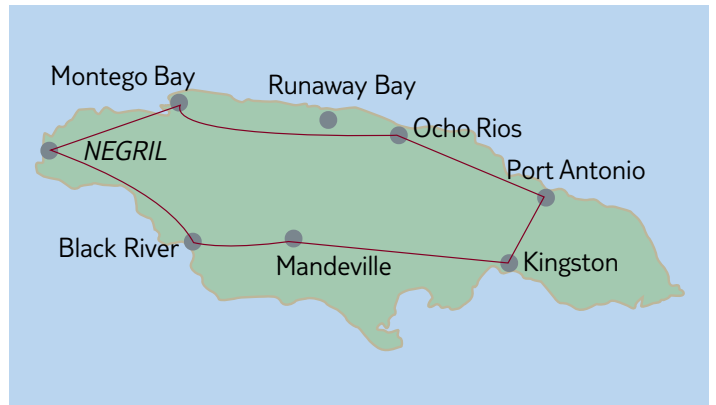 Montego Bay
Runaway Bay
Ocho Rios
NEGRIL
Port Antonio
Black River
Mandeville
Kingston